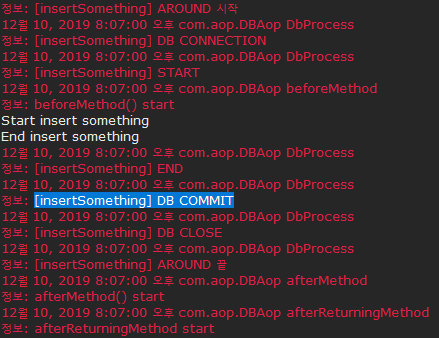 정보: [insertSomething] AROUND 시작
12월 10, 2019 8:07:00 오후 com.aop.DBAop DbProcess
정보: [insertSomething] DB CONNECTION
12월 10, 2019 8:07:00 오후 com.aop.DBAop DbProcess
정보: [insertSomething] START
12월 10, 2019 8:07:00 오후 com.aop.DBAop beforeMethod
정보: beforeMethod() start
Start insert something
End insert something
12월 10, 2019 8:07:00 오후 com.aop.DBAop DbProcess
정보: [insertSomething] END
12월 10, 2019 8:07:00 오후 com.aop.DBAop DbProcess
정보: [insertSomething] DB COMMIT
12월 10, 2019 8:07:00 오후 com.aop.DBAop DbProcess
정보: [insertSomething] DB CLOSE
12월 10, 2019 8:07:00 오후 com.aop.DBAop DbProcess
정보: [insertSomething] AROUND 끝
12월 10, 2019 8:07:00 오후 com.aop.DBAop afterMethod
정보: afterMethod() start
12월 10, 2019 8:07:00 오후 com.aop.DBAop afterReturningMethod
정보: afterReturningMethod start